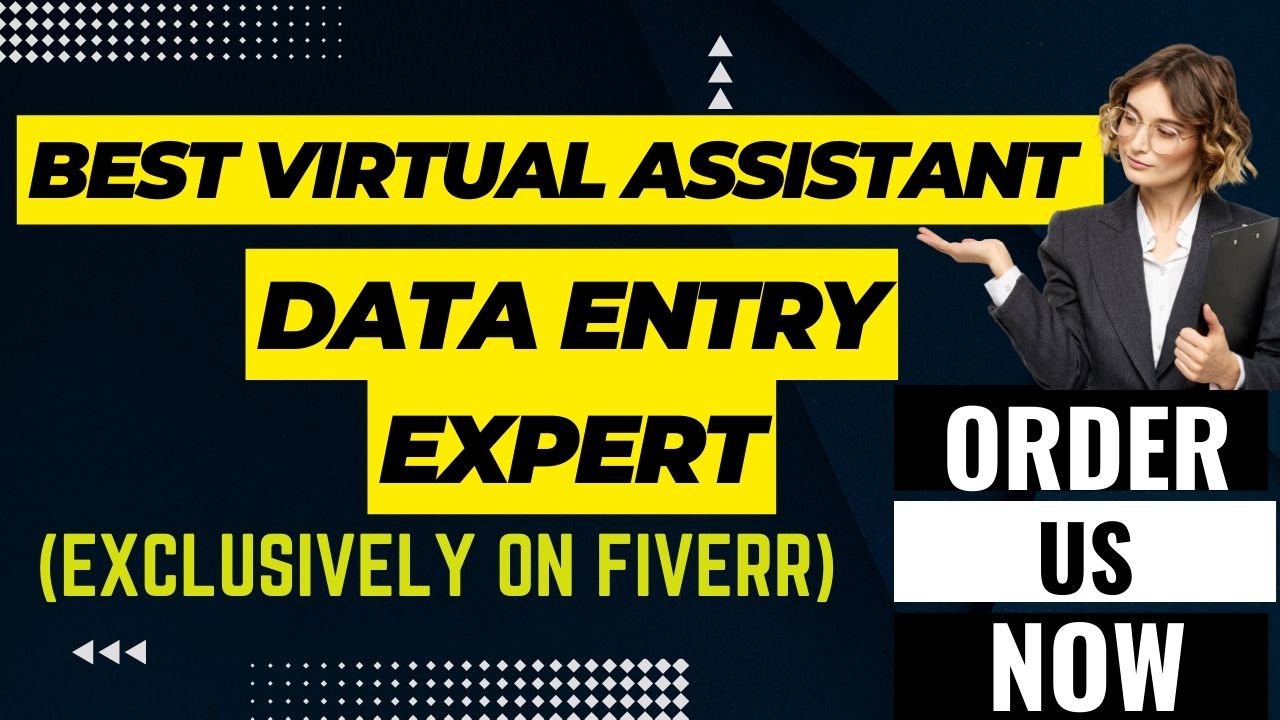 BEST VIRTUAL ASSISTANT
DATA ENTRY
EXPERT
(EXCLUSIVELY ON FIVERR)
ORDER
US
NOW